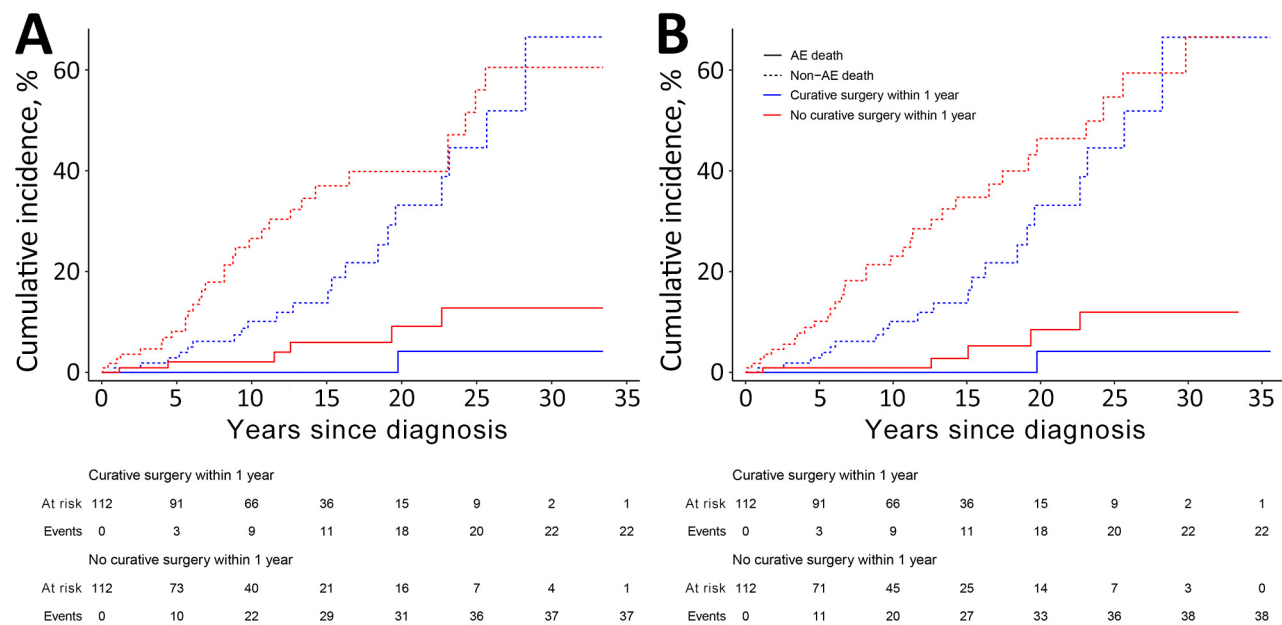 A
B
Cumulative incidence, %
60
40
20
0
0 5 10 15 20 25 30 35
Years since diagnosis
Cumulative incidence, %
60
40
20
0
AE death
Non−AE death
Curative surgery within 1 year
No curative surgery within 1 year
0 5 10 15 20 25 30 35
Years since diagnosis
Curative surgery within 1 year
At risk 112 91 66 36 15 9 2 1
Events 0 3 9 11 18 20 22 22
No curative surgery within 1 year
At risk 112 73 40 21 16 7 4 1
Events 0 10 22 29 31 36 37 37
Curative surgery within 1 year
At risk 112 91 66 36 15 9 2 1
Events 0 3 9 11 18 20 22 22
No curative surgery within 1 year
At risk 112 71 45 25 14 7 3 0
Events 0 11 20 27 33 36 38 38